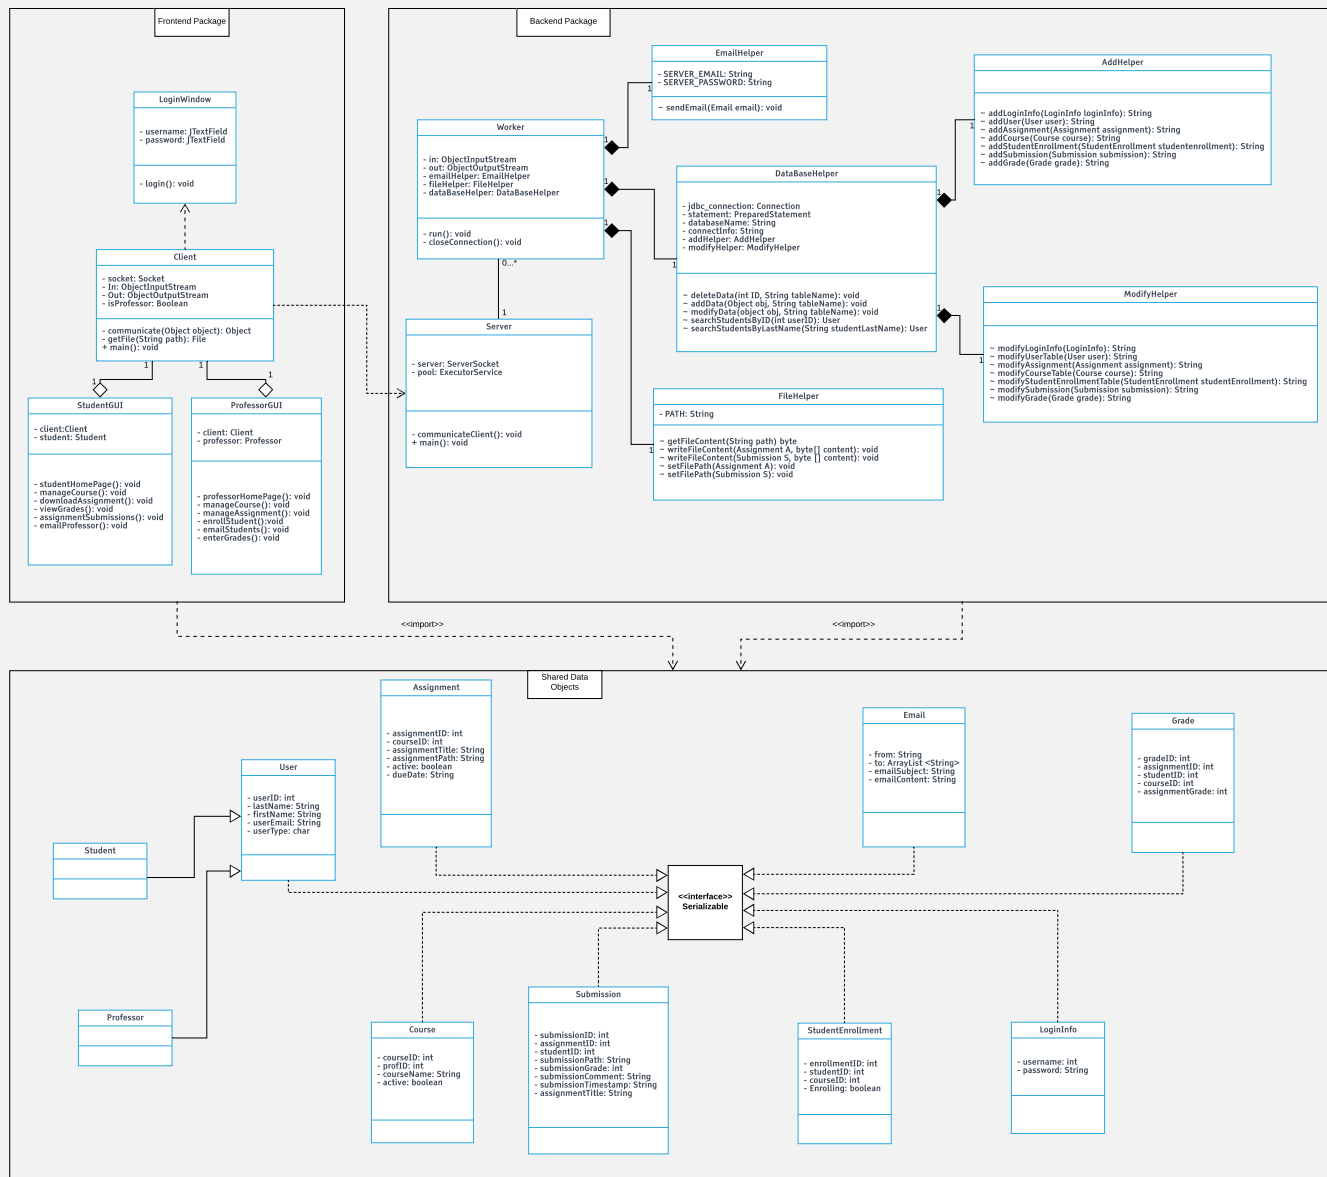 Frontend Package
LoginWindow
- username: JTextField
- password: JTextField
- login(): void
Client
- socket: Socket
- In: ObjectInputStream
- Out: ObjectOutputStream
- isProfessor: Boolean
- communicate(Object object): Object
- getFile(String path): File
+ main(): void
1
1
1
1
StudentGUI
- client:Client
- student: Student
- studentHomePage(): void
- manageCourse(): void
- downloadAssignment(): void
- viewGrades(): void
- assignmentSubmissions(): void
- emailProfessor(): void
ProfessorGUI
- client: Client
- professor: Professor
- professorHomePage(): void
- manageCourse(): void
- manageAssignment(): void
- enrollStudent():void
- emailStudents(): void
- enterGrades(): void
Backend Package
Worker
- in: ObjectInputStream
- out: ObjectOutputStream
- emailHelper: EmailHelper
- fileHelper: FileHelper
- dataBaseHelper: DataBaseHelper
- run(): void
- closeConnection(): void
1
1
1
0...*
1
Server
- server: ServerSocket
- pool: ExecutorService
- communicateClient(): void
+ main(): void
EmailHelper
- SERVER_EMAIL: String
- SERVER_PASSWORD: String
~ sendEmail(Email email): void
1
DataBaseHelper
- jdbc_connection: Connection
- statement: PreparedStatement
- databaseName: String
- connectInfo: String
- addHelper: AddHelper
- modifyHelper: ModifyHelper
~ deleteData(int ID, String tableName): void
~ addData(Object obj, String tableName): void
~ modifyData(object obj, String tableName): void
~ searchStudentsByID(int userID): User
~ searchStudentsByLastName(String studentLastName): User
1
1
1
FileHelper
- PATH: String
~ getFileContent(String path) byte
~ writeFileContent(Assignment A, byte[] content): void
~ writeFileContent(Submission S, byte [] content): void
~ setFilePath(Assignment A): void
~ setFilePath(Submission S): void
1
AddHelper
~ addLoginInfo(LoginInfo loginInfo): String
~ addUser(User user): String
~ addAssignment(Assignment assignment): String
~ addCourse(Course course): String
~ addStudentEnrollment(StudentEnrollment studentenrollment): String
~ addSubmission(Submission submission): String
~ addGrade(Grade grade): String
1
ModifyHelper
~ modifyLoginInfo(LoginInfo): String
~ modifyUserTable(User user): String
~ modifyAssignment(Assignment assignment): String
~ modifyCourseTable(Course course): String
~ modifyStudentEnrollmentTable(StudentEnrollment studentEnrollment): String
~ modifySubmission(Submission submission): String
~ modifyGrade(Grade grade): String
1
<<import>>
<<import>>
Shared Data
Objects
Assignment
- assignmentID: int
- courseID: int
- assignmentTitle: String
- assignmentPath: String
- active: boolean
- dueDate: String
User
- userID: int
- lastName: String
- firstName: String
- userEmail: String
- userType: char
Student
Professor
Email
- from: String
- to: ArrayList <String>
- emailSubject: String
- emailContent: String
Grade
- gradeID: int
- assignmentID: int
- studentID: int
- courseID: int
- assignmentGrade: int
<<interface>>
Serializable
Course
- courseID: int
- profID: int
- courseName: String
- active: boolean
Submission
- submissionID: int
- assignmentID: int
- studentID: int
- submissionPath: String
- submissionGrade: int
- submissionComment: String
- submissionTimestamp: String
- assignmentTitle: String
StudentEnrollment
- enrollmentID: int
- studentID: int
- courseID: int
- Enrolling: boolean
LoginInfo
- username: int
- password: String